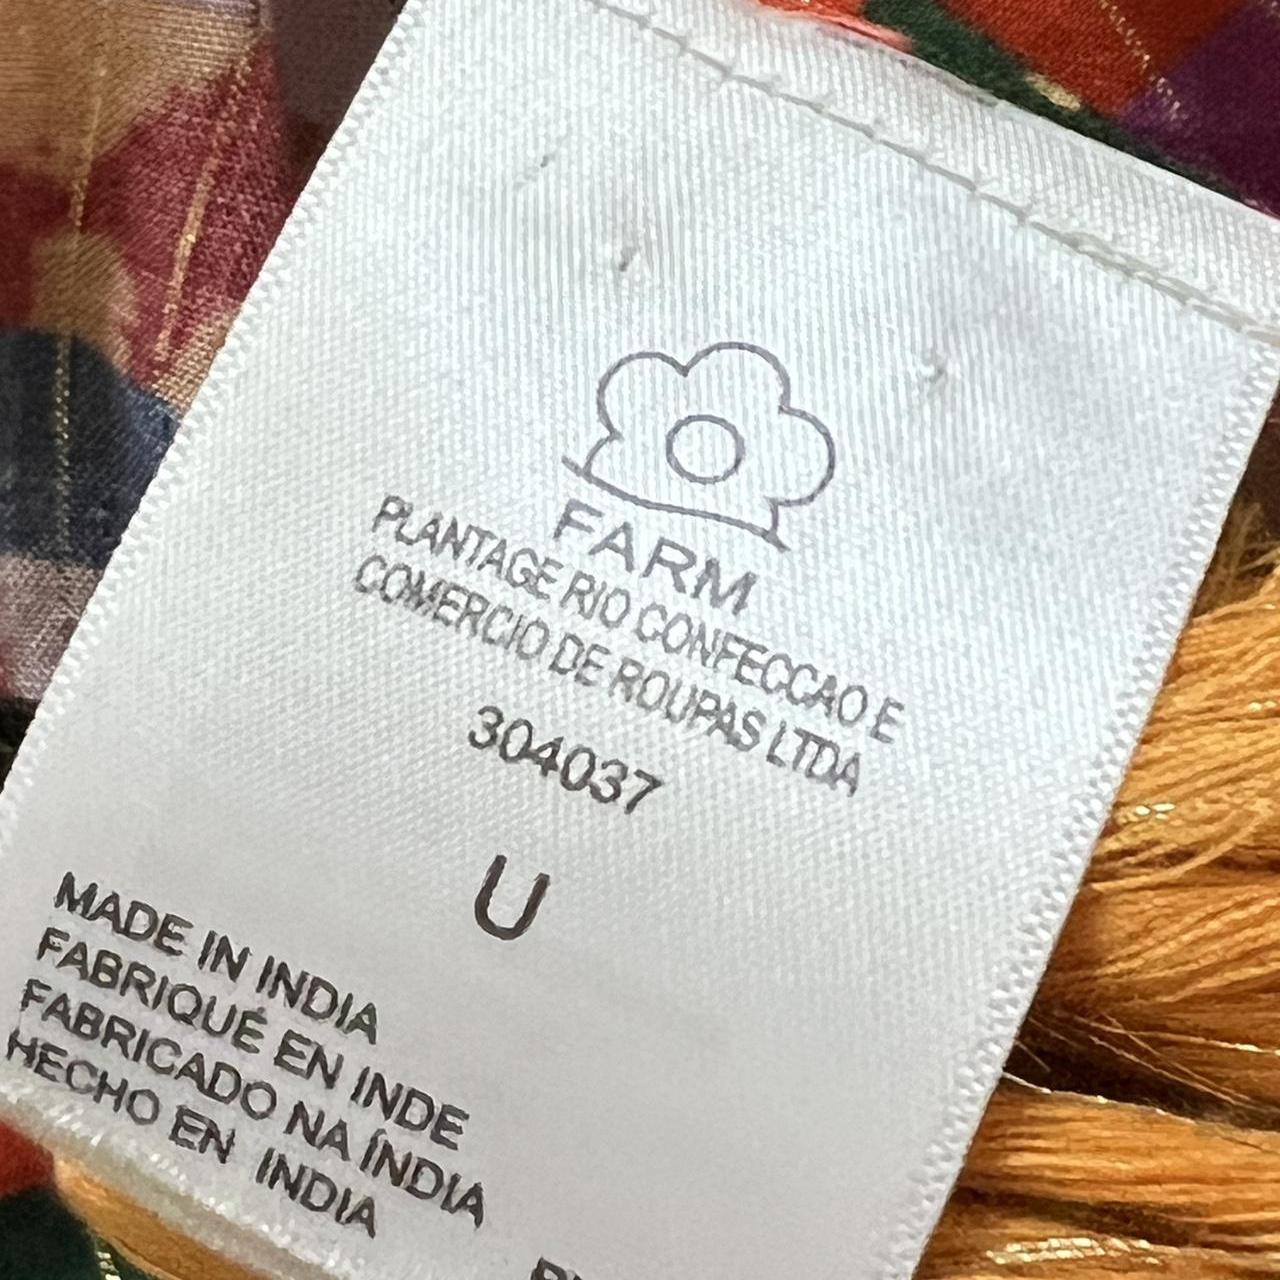 FARM
PLANTAGE RIO CONFECCAO E
COMERCIO DE ROUPAS LTDA
304037
U
MADE IN INDIA
FABRIQUÉ EN INDE
FABRICADO NA ÍNDIA
HECHO EN INDIA